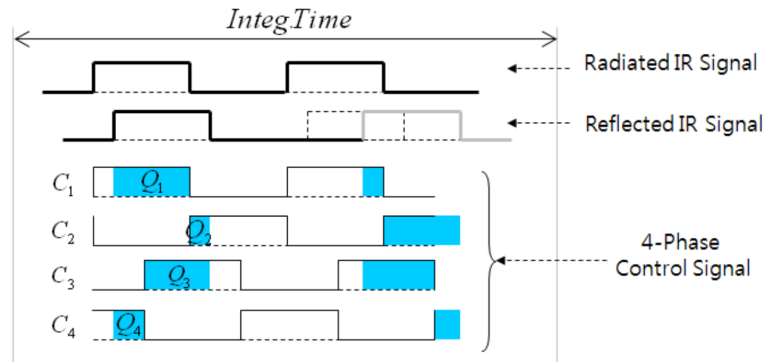 Integ.Time
Radiated IR Signal
Reflected IR Signal
C1 Q1
C2 Q2
C3 Q3
C4 Q4
4-Phase
Control Signal